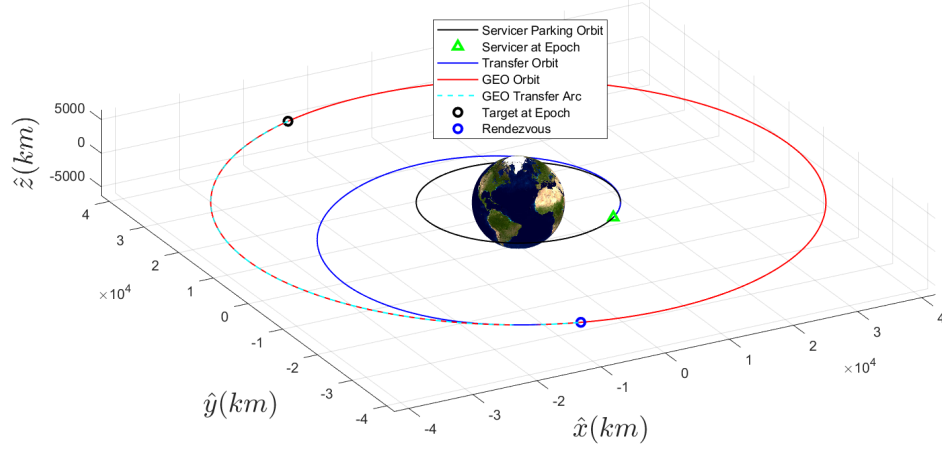 Servicer Parking Orbit
Servicer at Epoch
Transfer Orbit
GEO Orbit
GEO Transfer Arc
Target at Epoch
Rendezvous
5000
0
-5000
ẑ(km)
4
3
2
1
0
-1
-2
-3
-4
×10⁴
ŷ(km)
-4
-3
-2
-1
0
1
2
3
4
×10⁴
x̂(km)